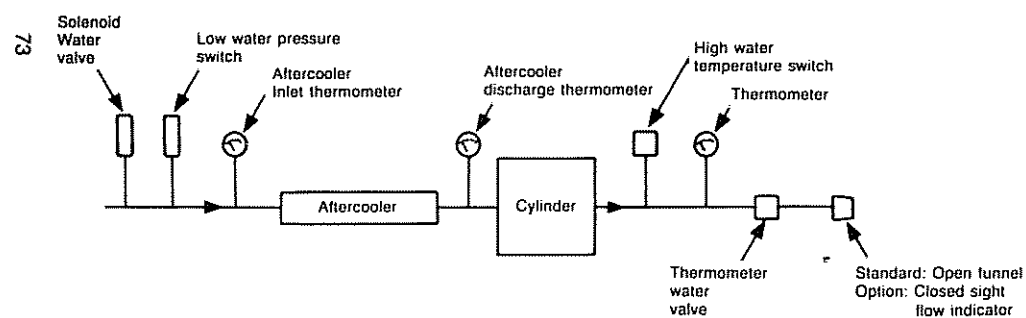 73
Solenoid
Water
valve
Low water pressure
switch
Aftercooler
Inlet thermometer
Aftercooler
discharge thermometer
High water
temperature switch
Thermometer
Aftercooler
Cylinder
Thermometer
water
valve
Standard: Open funnel
Option: Closed sight
flow indicator